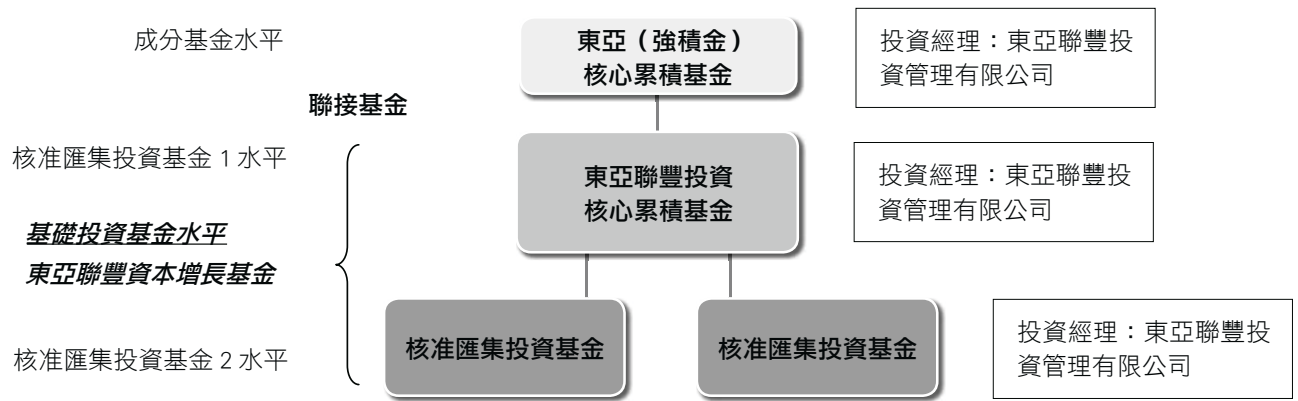 成分基金水平
東亞（強積金）
核心累積基金
投資經理：東亞聯豐投
資管理有限公司
聯接基金
核准匯集投資基金 1 水平
東亞聯豐投資
核心累積基金
投資經理：東亞聯豐投
資管理有限公司
基礎投資基金水平
東亞聯豐資本增長基金
核准匯集投資基金 2 水平
核准匯集投資基金
核准匯集投資基金
投資經理：東亞聯豐投
資管理有限公司